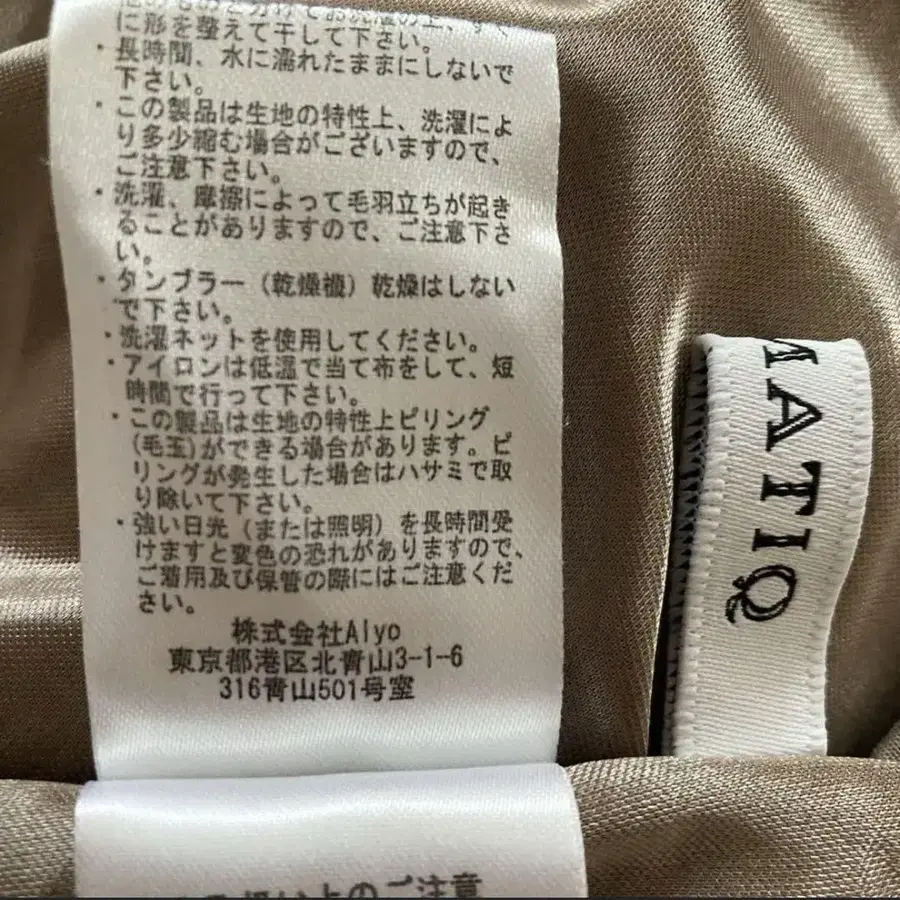 に形を整えて干して下さい。
・長時間、水に濡れたままにしないで
下さい。
・この製品は生地の特性上、洗濯によ
り多少縮む場合がございますので、
ご注意下さい。
・洗濯、摩擦によって毛羽立ちが起き
ることがありますので、ご注意下さ
い。
・タンブラー（乾燥機）乾燥はしない
で下さい。
・洗濯ネットを使用してください。
・アイロンは低温で当て布をして、短
時間で行って下さい。
・この製品は生地の特性上ピリング
(毛玉)ができる場合があります。ピ
リングが発生した場合はハサミで取
り除いて下さい。
・強い日光（または照明）を長時間受
けますと変色の恐れがありますので、
ご着用及び保管の際にはご注意くだ
さい。
株式会社Alyo
東京都港区北青山3-1-6
316青山501号室
MATIQ
上のご注意